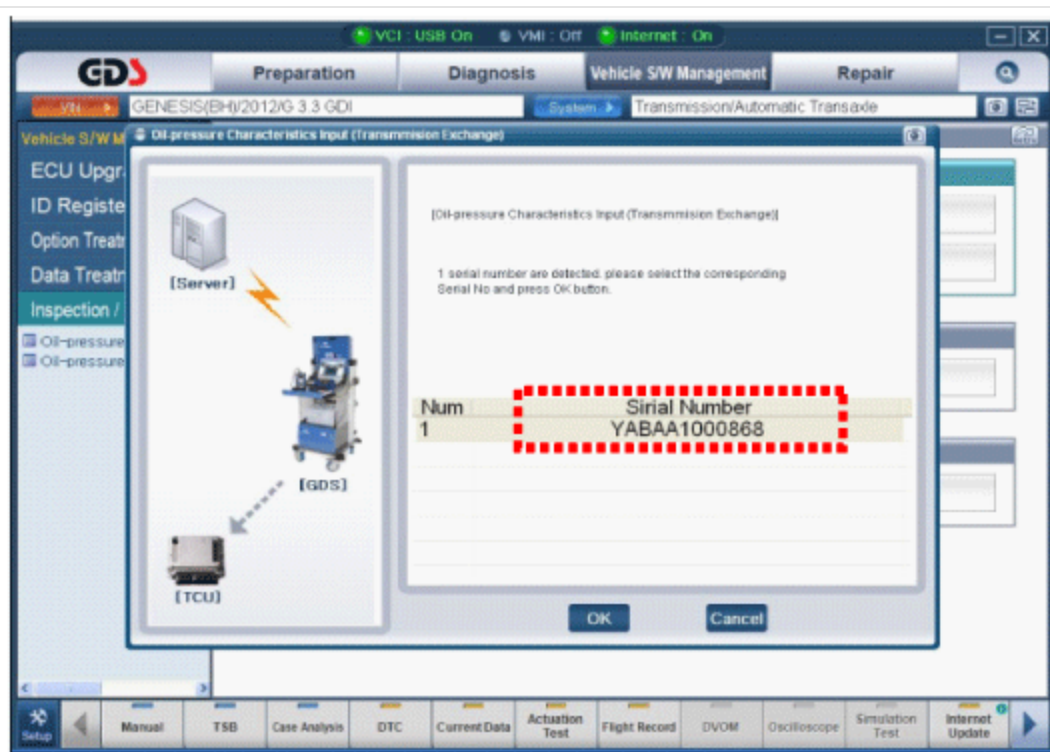 VCI : USB On VMI : Off Internet : On
GDS Preparation Diagnosis Vehicle S/W Management Repair
VIN GENESIS(BH)/2012/G 3.3 GDI System Transmission/Automatic Transaxle
Vehicle S/W M
Oil-pressure Characteristics Input (Transmmision Exchange)
ECU Upgr
ID Registe
Option Treatr
Data Treatn
Inspection /
Oil-pressure
Oil-pressure
[Server]
[GDS]
[TCU]
[Oil-pressure Characteristics Input (Transmmision Exchange)]
1 serial number are detected. please select the corresponding
Serial No and press OK button.
Num Sirial Number
1 YABAA1000868
OK Cancel
Setup Manual TSB Case Analysis DTC Current Data Actuation Test Flight Record DVOM Oscilloscope Simulation Test Internet Update